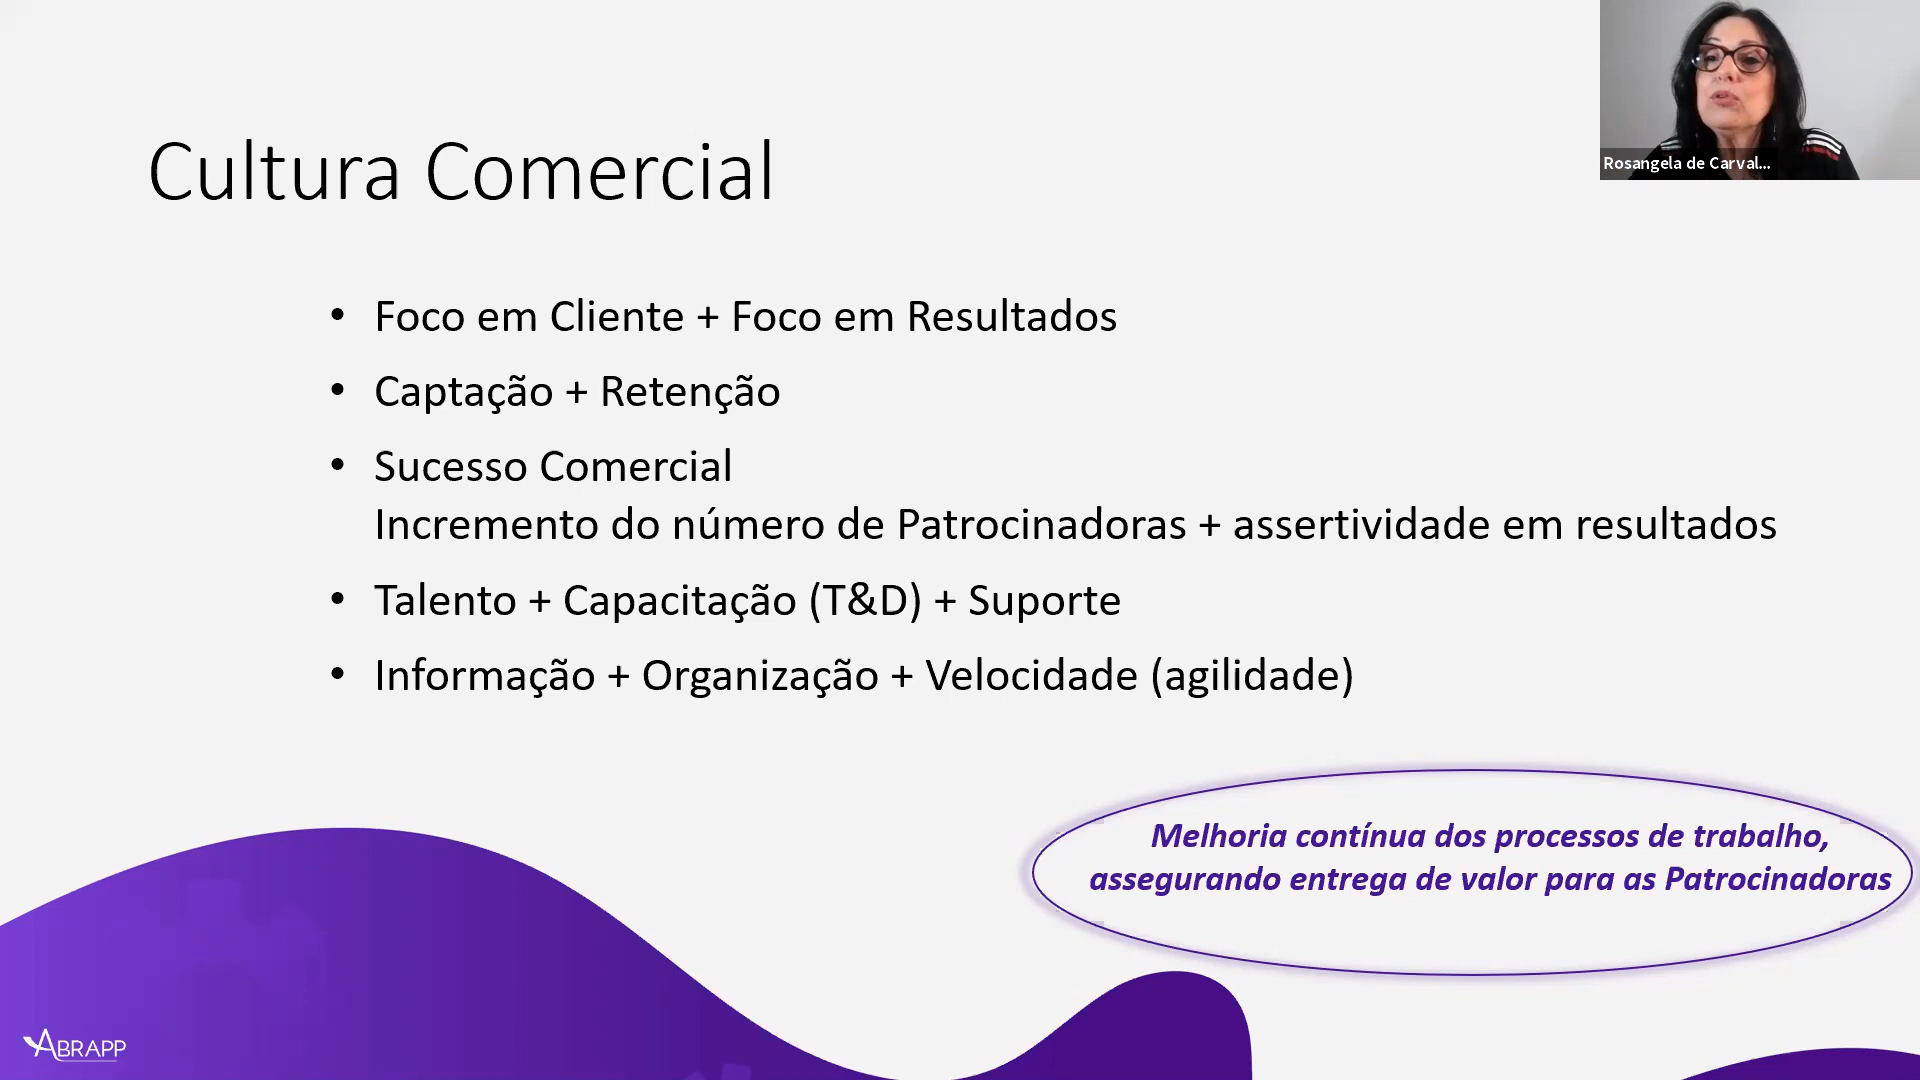 Rosangela de Carval...
Cultura Comercial
• Foco em Cliente + Foco em Resultados
• Captação + Retenção
• Sucesso Comercial
Incremento do número de Patrocinadoras + assertividade em resultados
• Talento + Capacitação (T&D) + Suporte
• Informação + Organização + Velocidade (agilidade)
Melhoria contínua dos processos de trabalho,
assegurando entrega de valor para as Patrocinadoras
ABRAPP